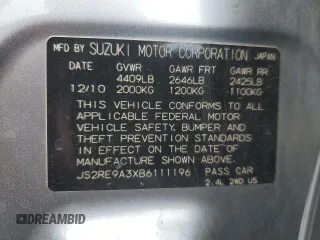 MFD BY SUZUKI MOTOR CORPORATION JAPAN
DATE GVWR GAWR FRT GAWR RR
4409LB 2646LB 2425LB
12/10 2000KG 1200KG 1100KG
THIS VEHICLE CONFORMS TO ALL
APPLICABLE FEDERAL MOTOR
VEHICLE SAFETY, BUMPER AND
THEFT PREVENTION STANDARDS
IN EFFECT ON THE DATE OF
MANUFACTURE SHOWN ABOVE.
JS2RE9A3XB6111196 PASS CAR
2.4L 2WD US
DREAMBID